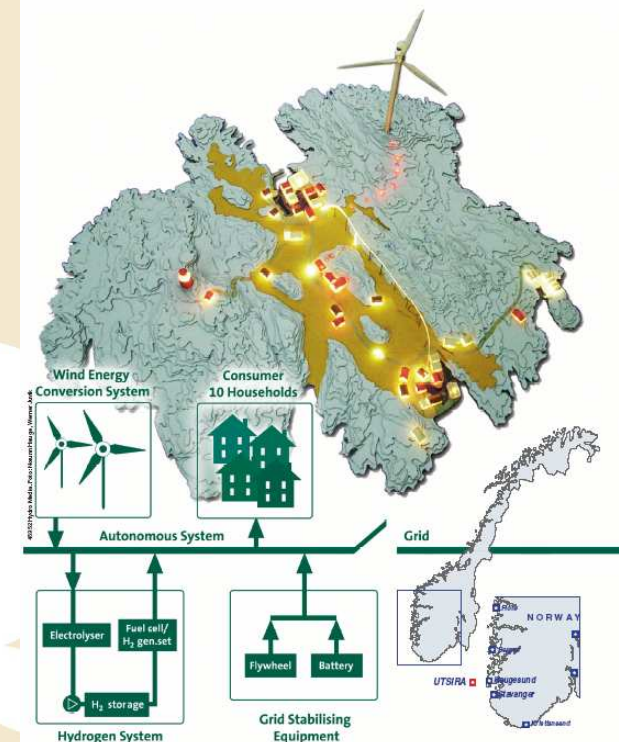 Wind Energy
Conversion System
Consumer
10 Households
Autonomous System
Grid
Electrolyser
Fuel cell/
H₂ gen.set
H₂ storage
Flywheel
Battery
Hydrogen System
Grid Stabilising
Equipment
NORWAY
UTSIRA
Haugesund
Stavanger
Kristiansand